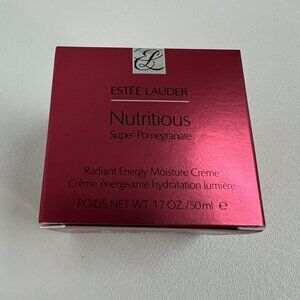 ESTĒE LAUDER
Nutritious
Super-Pomegranate
Radiant Energy Moisture Creme
Crème énergisante hydratation lumière
POIDS NET WT. 1.7 OZ./50ml e